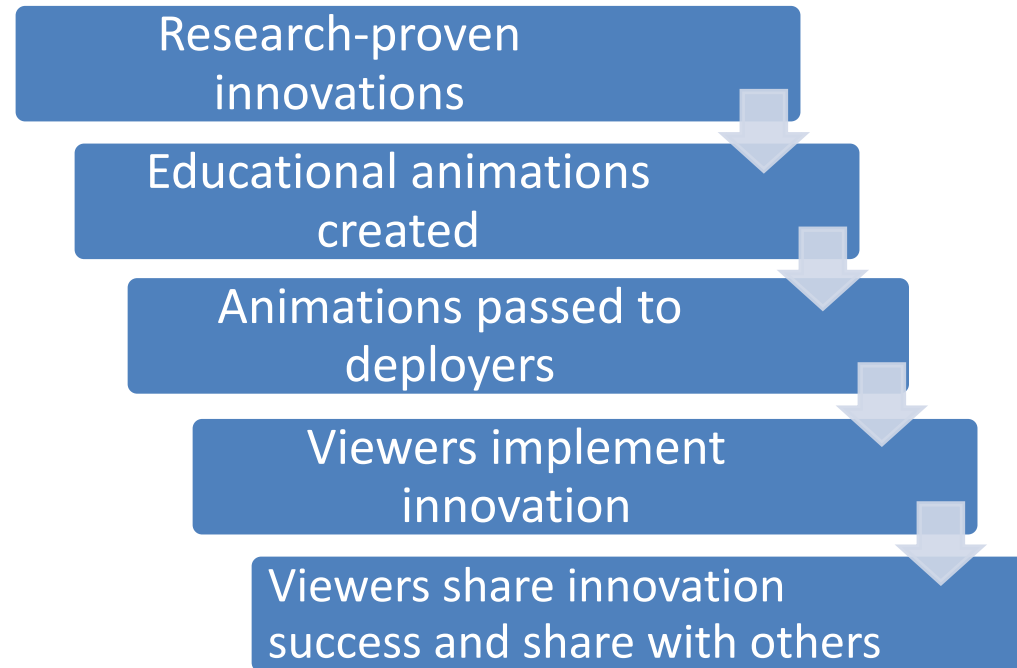 Research-proven
innovations
Educational animations
created
Animations passed to
deployers
Viewers implement
innovation
Viewers share innovation
success and share with others